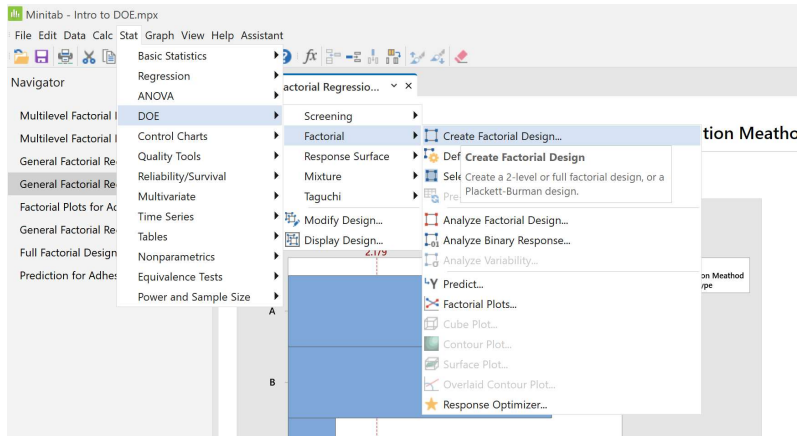 Minitab - Intro to DOE.mpx
File Edit Data Calc Stat Graph View Help Assistant
Navigator
Multilevel Factorial
Multilevel Factorial
General Factorial Re
General Factorial Re
Factorial Plots for Ad
General Factorial Re
Full Factorial Design
Prediction for Adhes
Basic Statistics
Regression
ANOVA
DOE
Control Charts
Quality Tools
Reliability/Survival
Multivariate
Time Series
Tables
Nonparametrics
Equivalence Tests
Power and Sample Size
actorial Regressio...
Screening
Factorial
Response Surface
Mixture
Taguchi
Modify Design...
Display Design...
Create Factorial Design...
Def
Sele
Pre
Create Factorial Design
Create a 2-level or full factorial design, or a
Plackett-Burman design.
Analyze Factorial Design...
Analyze Binary Response...
Analyze Variability...
Predict...
Factorial Plots...
Cube Plot...
Contour Plot...
Surface Plot...
Overlaid Contour Plot...
Response Optimizer...
tion Meatho
on Meathod
ype
2.179
A
B